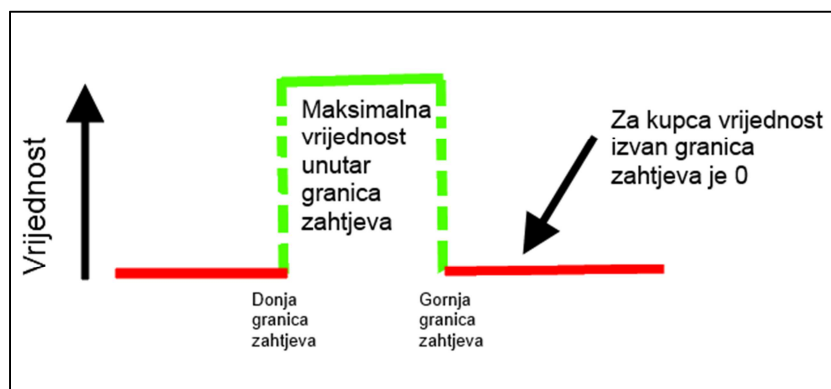 Vrijednost
Maksimalna
vrijednost
unutar
granica
zahtjeva
Za kupca vrijednost
izvan granica
zahtjeva je 0
Donja
granica
zahtjeva
Gornja
granica
zahtjeva